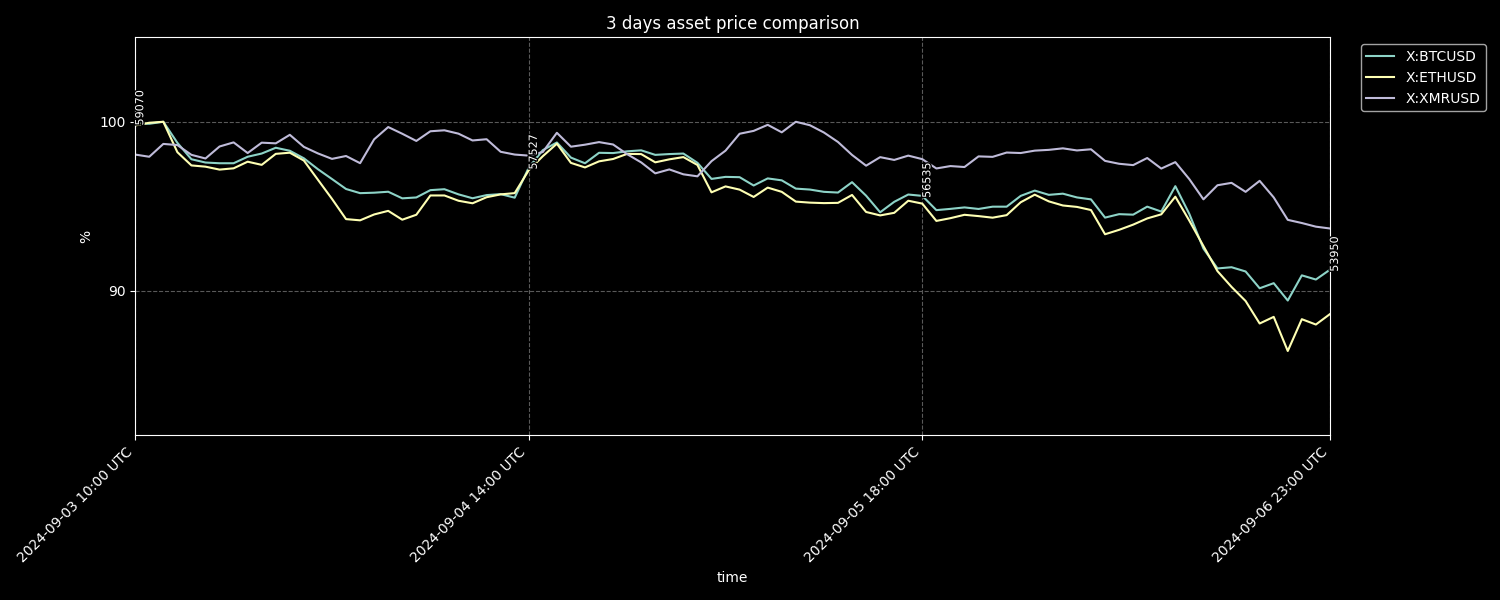 3 days asset price comparison
X:BTCUSD
X:ETHUSD
X:XMRUSD
100
90
%
59070
57527
56535
53950
2024-09-03 10:00 UTC
2024-09-04 14:00 UTC
2024-09-05 18:00 UTC
2024-09-06 23:00 UTC
time